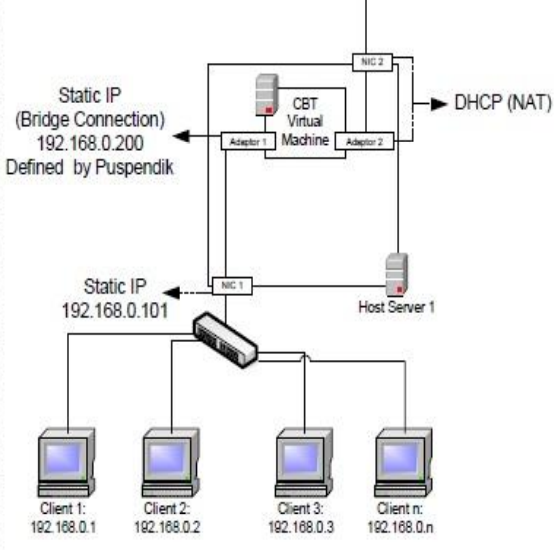 NIC 2
Static IP
(Bridge Connection)
192.168.0.200
Defined by Puspendik
CBT
Virtual
Machine
Adaptor 1
Adaptor 2
DHCP (NAT)
Static IP
192.168.0.101
NIC 1
Host Server 1
Client 1:
192.168.0.1
Client 2:
192.168.0.2
Client 3:
192.168.0.3
Client n:
192.168.0.n